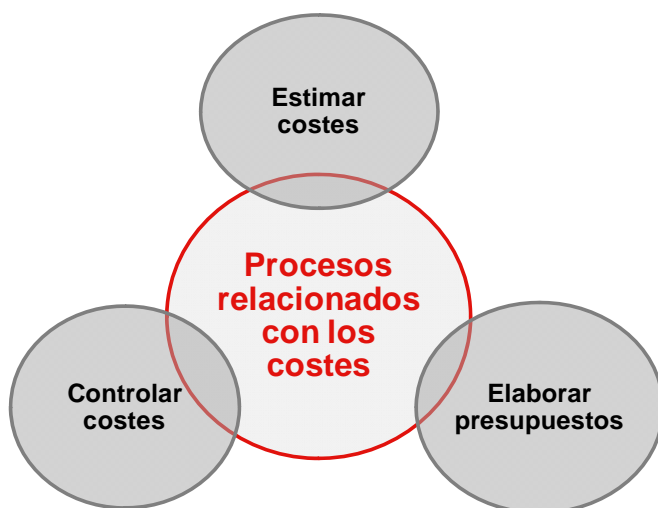 Estimar
costes
Procesos
relacionados
con los
costes
Controlar
costes
Elaborar
presupuestos